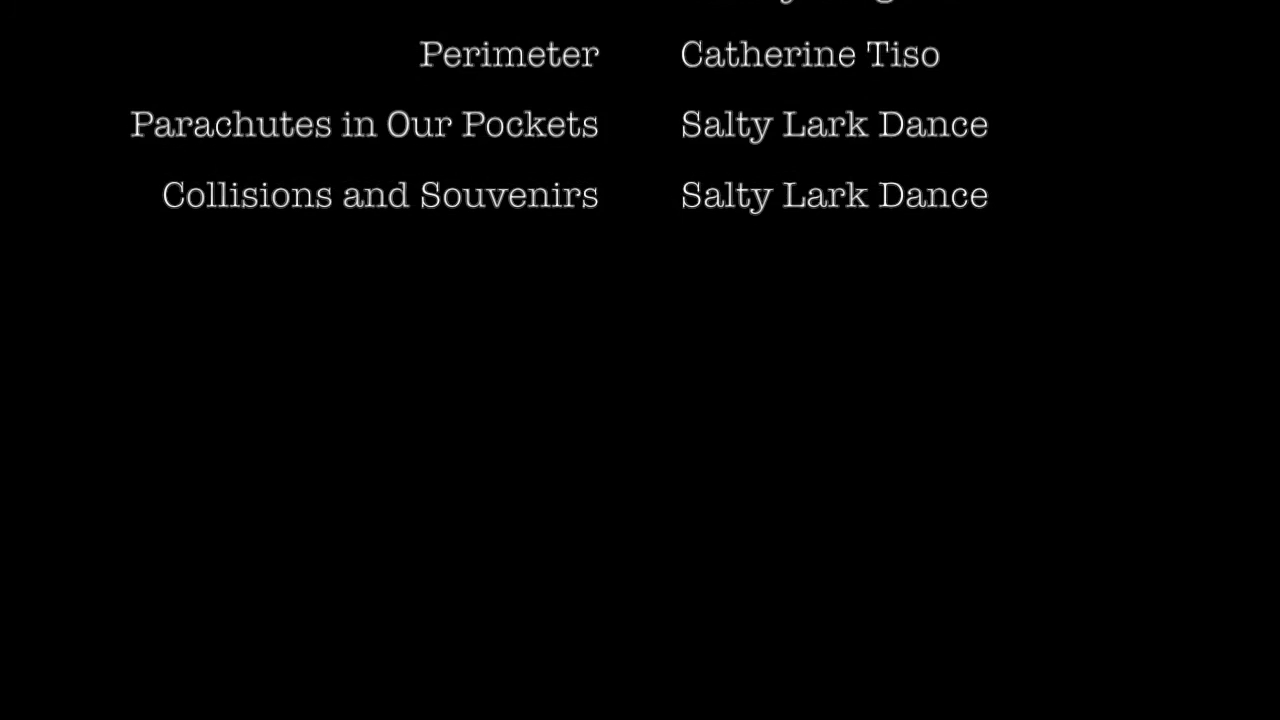 Perimeter Catherine Tiso
Parachutes in Our Pockets Salty Lark Dance
Collisions and Souvenirs Salty Lark Dance